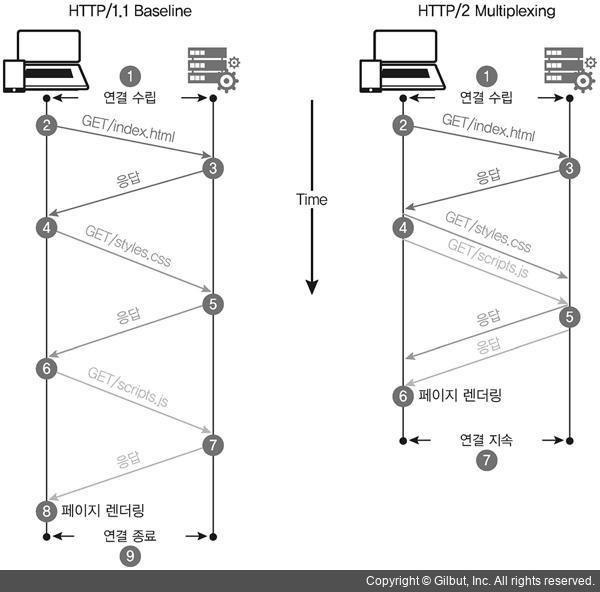 HTTP/1.1 Baseline
1
연결 수립
2
GET/index.html
3
응답
4
GET/styles.css
5
응답
6
GET/scripts.js
7
응답
8 페이지 렌더링
연결 종료
9
Time
HTTP/2 Multiplexing
1
연결 수립
2
GET/index.html
3
응답
4
GET/styles.css
GET/scripts.js
5
응답
응답
6 페이지 렌더링
연결 지속
7
Copyright © Gilbut, Inc. All rights reserved.